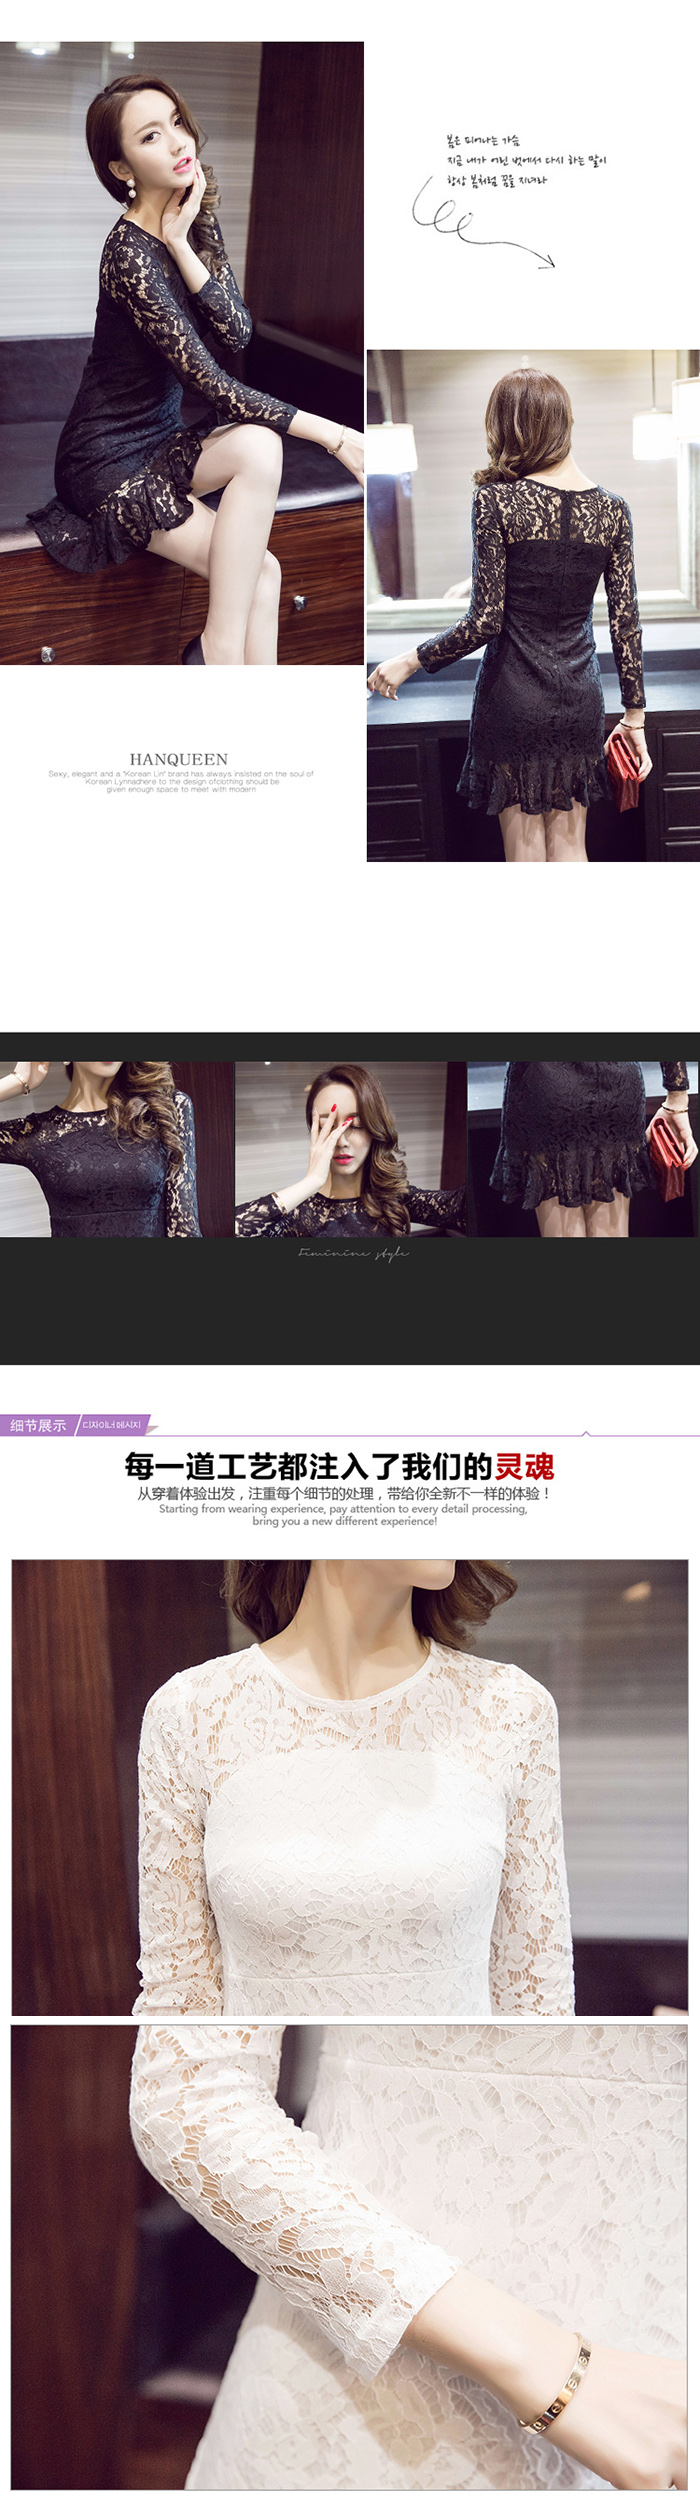 봄은 피어나는 가슴
지금 내가 어린 벗에게서 다시 하는 말이
항상 봄처럼 꿈을 지녀라
HANQUEEN
Sexy, elegant and a "Korean Lin" brand has always insisted on the soul of
Korean Lynnadhere to the design ofclothing should be
given enough space to meet with modern
Feminine style
细节展示 디자이너 메시지
每一道工艺都注入了我们的灵魂
从穿着体验出发，注重每个细节的处理，带给你全新不一样的体验！
Starting from wearing experience, pay attention to every detail processing,
bring you a new different experience!